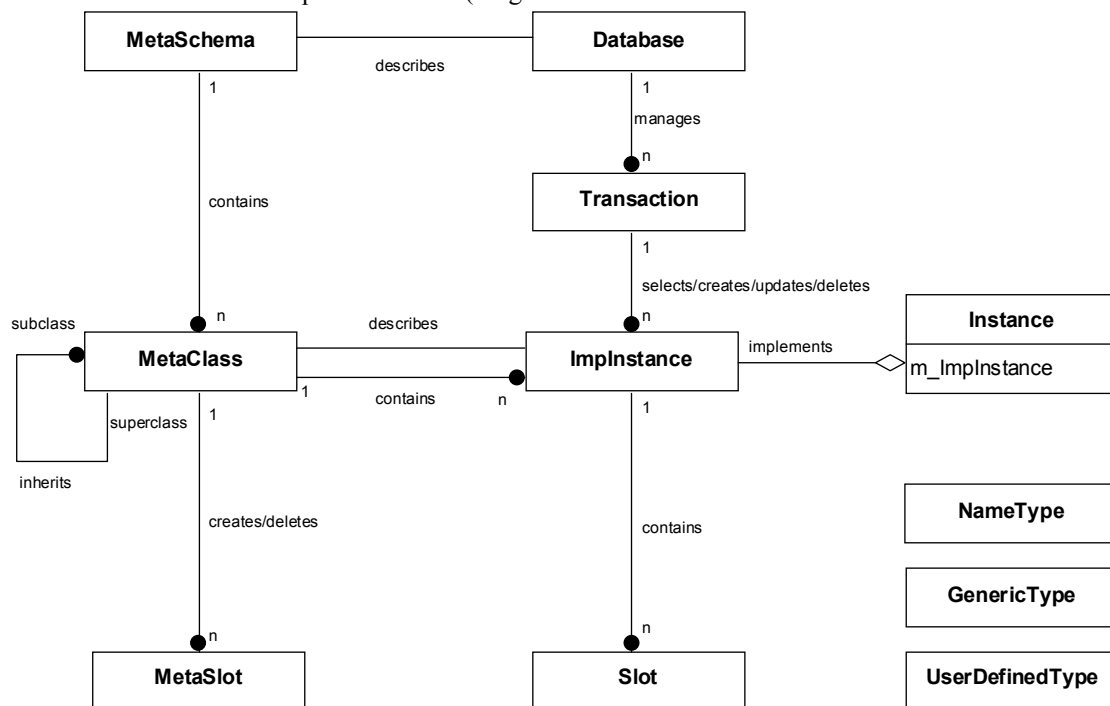 MetaSchema
Database
describes
1
1
manages
n
Transaction
contains
1
selects/creates/updates/deletes
n
n
subclass
describes
Instance
MetaClass
ImpInstance
implements
m_ImpInstance
1
contains
n
1
superclass
1
inherits
NameType
creates/deletes
contains
GenericType
n
n
MetaSlot
Slot
UserDefinedType